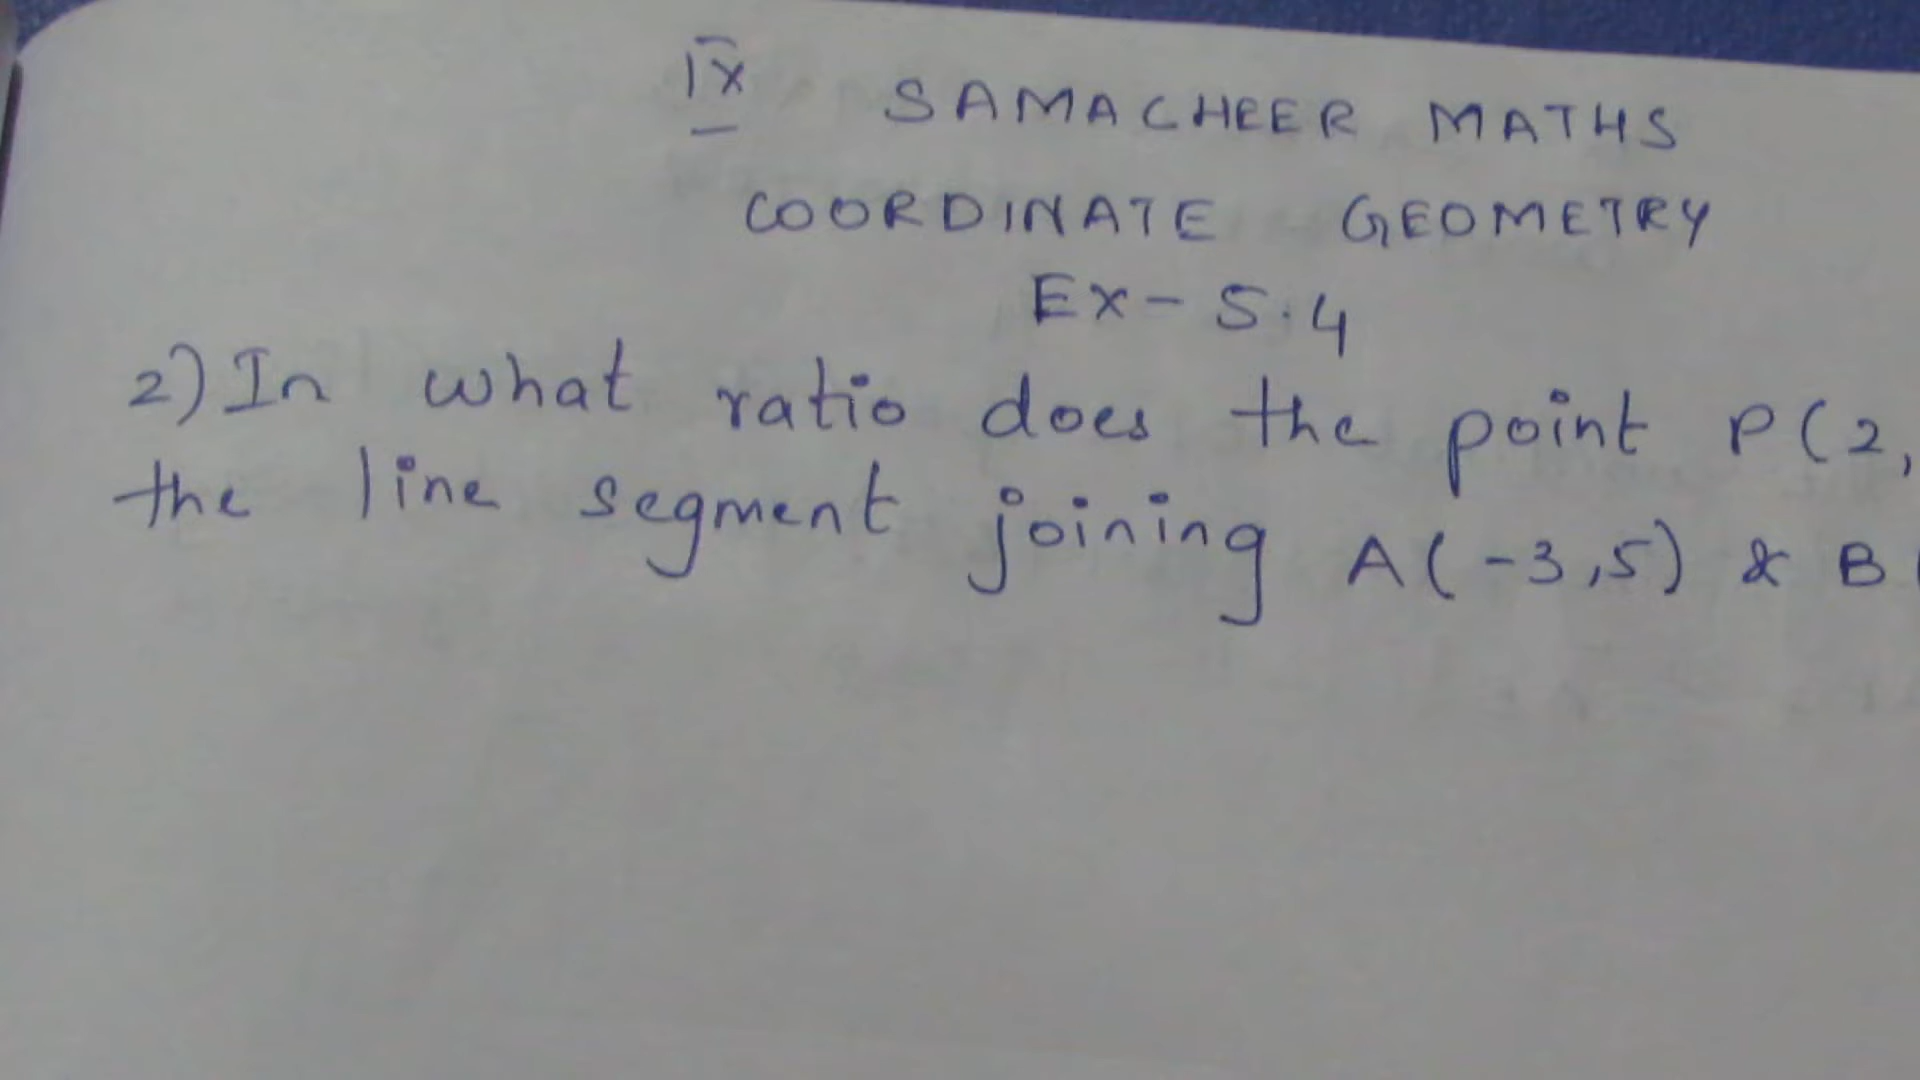 IX SAMACHEER MATHS
COORDINATE GEOMETRY
Ex - 5.4
2) In what ratio does the point P(2,
the line segment joining A(-3,5) & B(